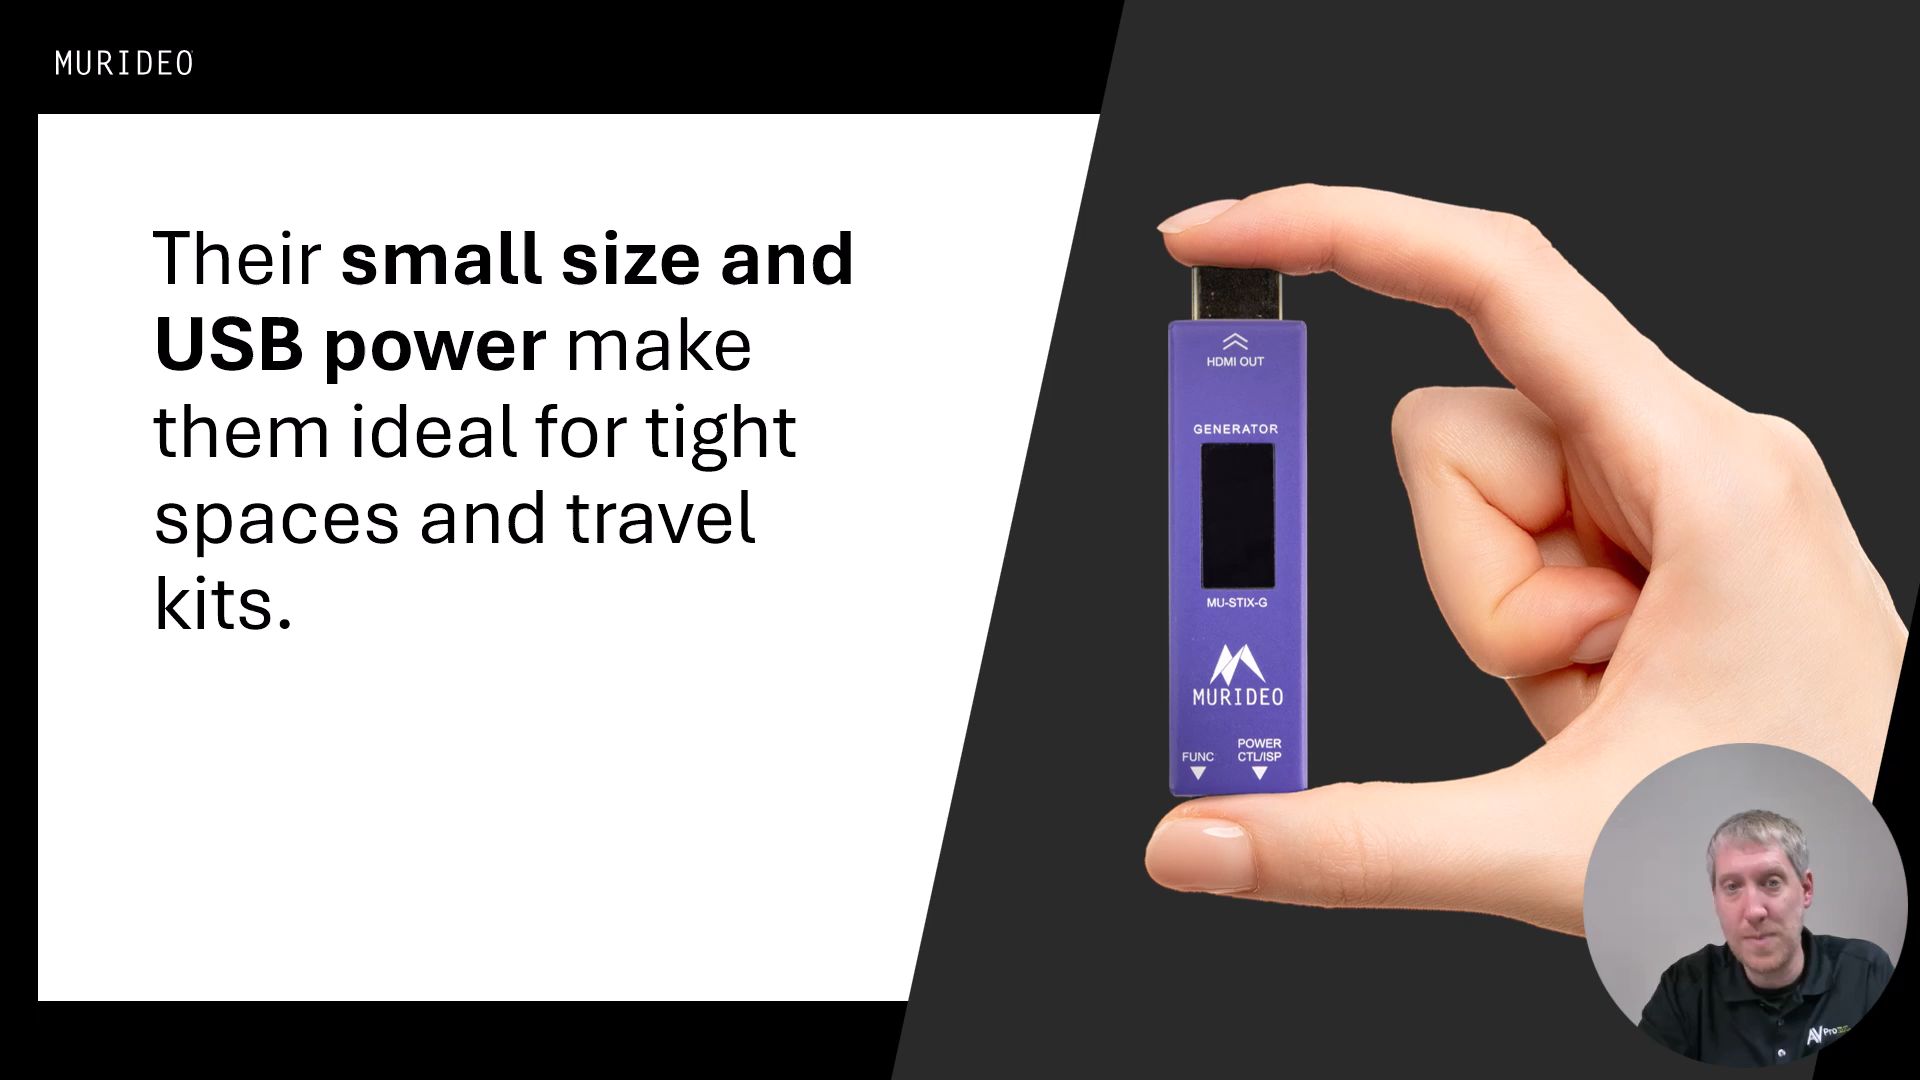 MURIDEO
Their small size and
USB power make
them ideal for tight
spaces and travel
kits.
HDMI OUT
GENERATOR
MU-STIX-G
MURIDEO
FUNC
POWER
CTL/ISP
AVPro